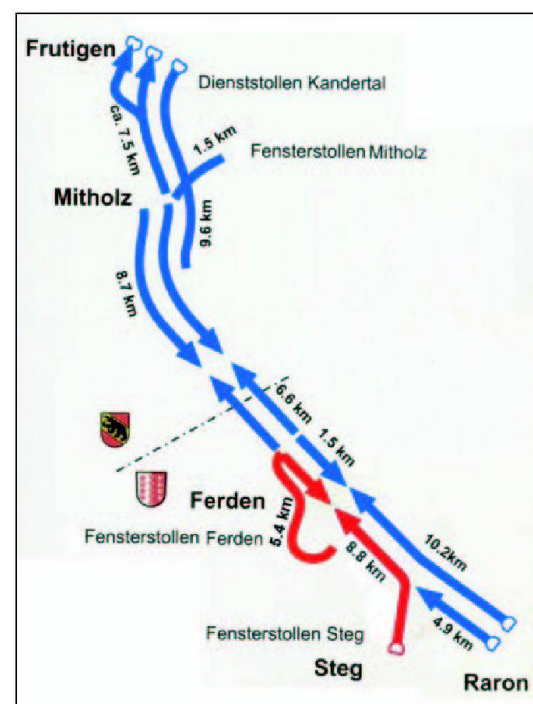 Frutigen
Dienststollen Kandertal
ca. 7.5 km
1.5 km
Fensterstollen Mitholz
Mitholz
9.6 km
8.7 km
6.6 km
1.5 km
Ferden
5.4 km
Fensterstollen Ferden
8.8 km
10.2km
4.9 km
Fensterstollen Steg
Steg
Raron